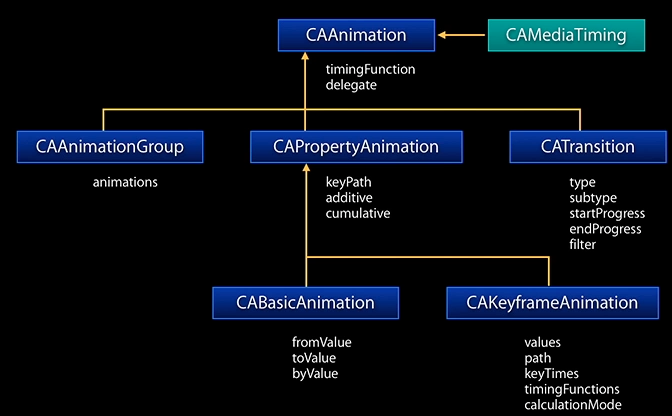 CAAnimation
CAMediaTiming
timingFunction
delegate
CAAnimationGroup
CAPropertyAnimation
CATransition
animations
keyPath
additive
cumulative
type
subtype
startProgress
endProgress
filter
CABasicAnimation
CAKeyframeAnimation
fromValue
toValue
byValue
values
path
keyTimes
timingFunctions
calculationMode